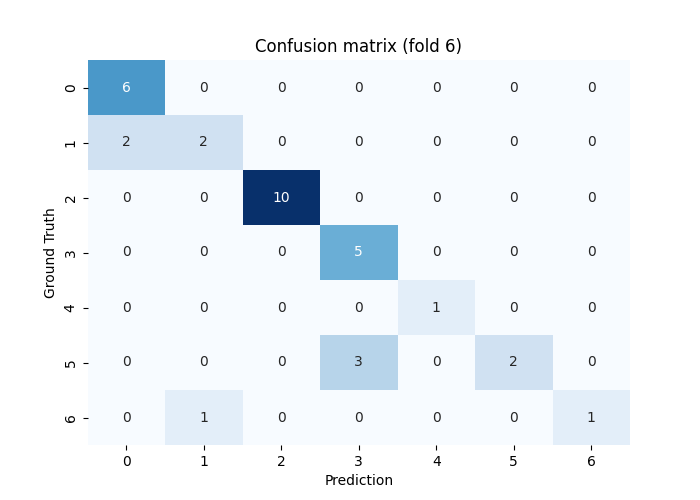 Confusion matrix (fold 6)
Ground Truth
0 6 0 0 0 0 0 0
1 2 2 0 0 0 0 0
2 0 0 10 0 0 0 0
3 0 0 0 5 0 0 0
4 0 0 0 0 1 0 0
5 0 0 0 3 0 2 0
6 0 1 0 0 0 0 1
0 1 2 3 4 5 6
Prediction